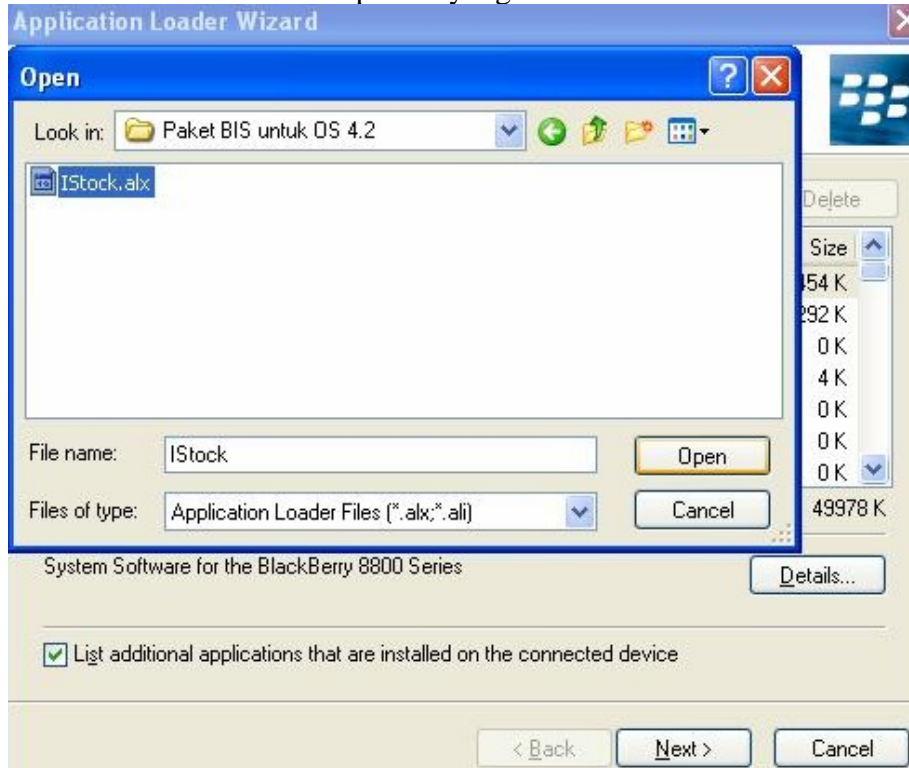 Application Loader Wizard
Open
Look in: Paket BIS untuk OS 4.2
IStock.alx
Delete
Size
454 K
292 K
0 K
4 K
0 K
0 K
0 K
File name: IStock
Open
Files of type: Application Loader Files (*.alx;*.ali)
Cancel
49978 K
System Software for the BlackBerry 8800 Series
Details...
List additional applications that are installed on the connected device
< Back
Next >
Cancel